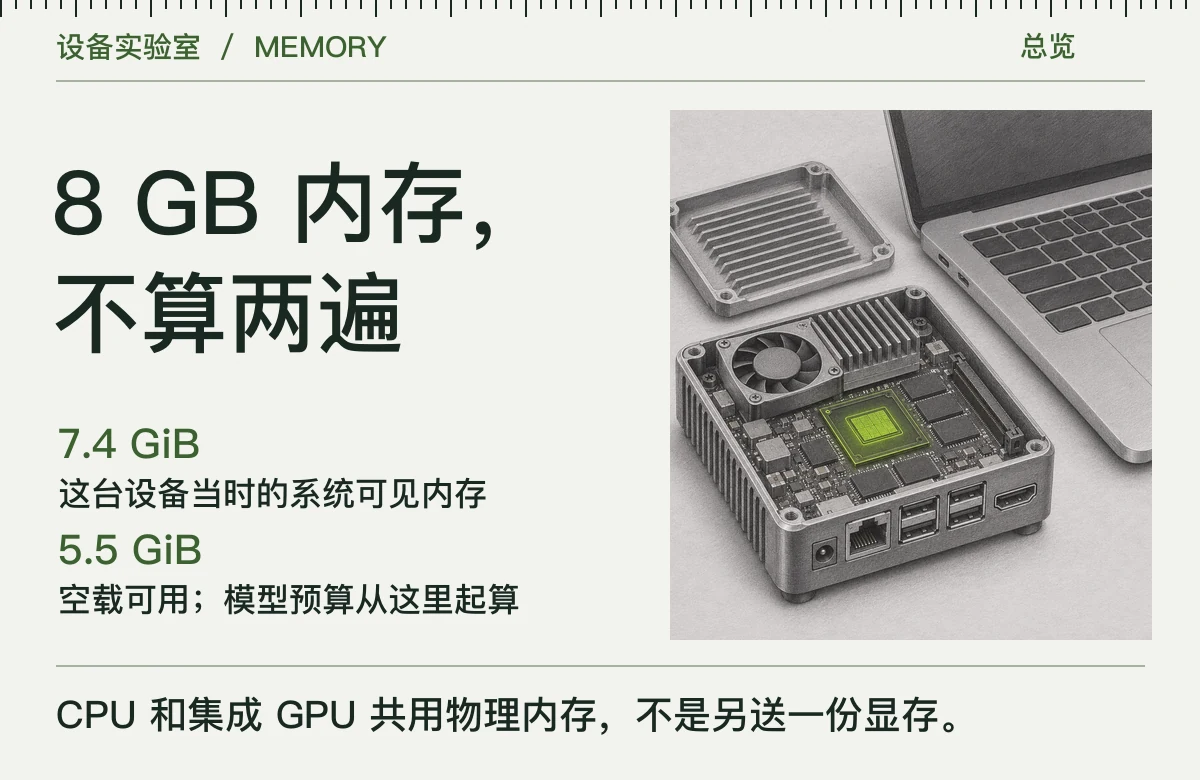 设备实验室 / MEMORY
总览
8 GB 内存，
不算两遍
7.4 GiB
这台设备当时的系统可见内存
5.5 GiB
空载可用；模型预算从这里起算
CPU 和集成 GPU 共用物理内存，不是另送一份显存。